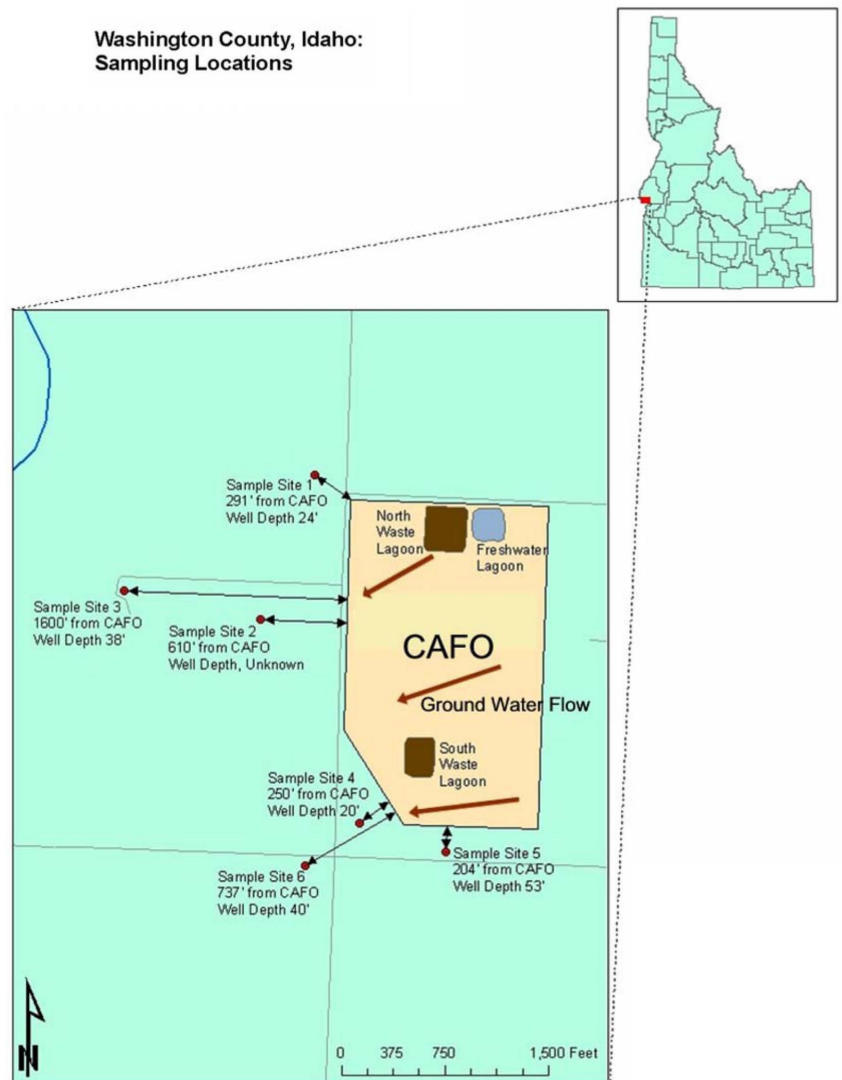 Washington County, Idaho:
Sampling Locations
Sample Site 1
291' from CAFO
Well Depth 24'
North
Waste
Lagoon
Freshwater
Lagoon
Sample Site 3
1600' from CAFO
Well Depth 38'
Sample Site 2
610' from CAFO
Well Depth, Unknown
CAFO
Ground Water Flow
South
Waste
Lagoon
Sample Site 4
250' from CAFO
Well Depth 20'
Sample Site 5
204' from CAFO
Well Depth 53'
Sample Site 6
737' from CAFO
Well Depth 40'
N
0 375 750 1,500 Feet